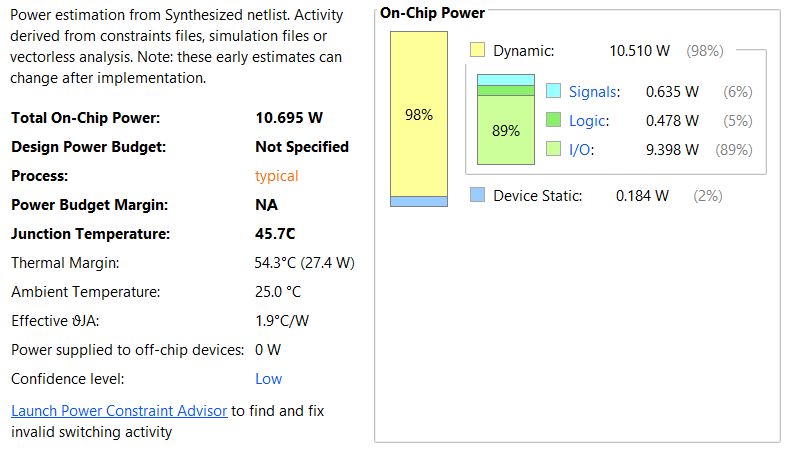 Power estimation from Synthesized netlist. Activity
derived from constraints files, simulation files or
vectorless analysis. Note: these early estimates can
change after implementation.
Total On-Chip Power: 10.695 W
Design Power Budget: Not Specified
Process: typical
Power Budget Margin: NA
Junction Temperature: 45.7°C
Thermal Margin: 54.3°C (27.4 W)
Ambient Temperature: 25.0 °C
Effective ϑJA: 1.9°C/W
Power supplied to off-chip devices: 0 W
Confidence level: Low
Launch Power Constraint Advisor to find and fix
invalid switching activity
On-Chip Power
98%
Dynamic: 10.510 W (98%)
89%
Signals: 0.635 W (6%)
Logic: 0.478 W (5%)
I/O: 9.398 W (89%)
Device Static: 0.184 W (2%)